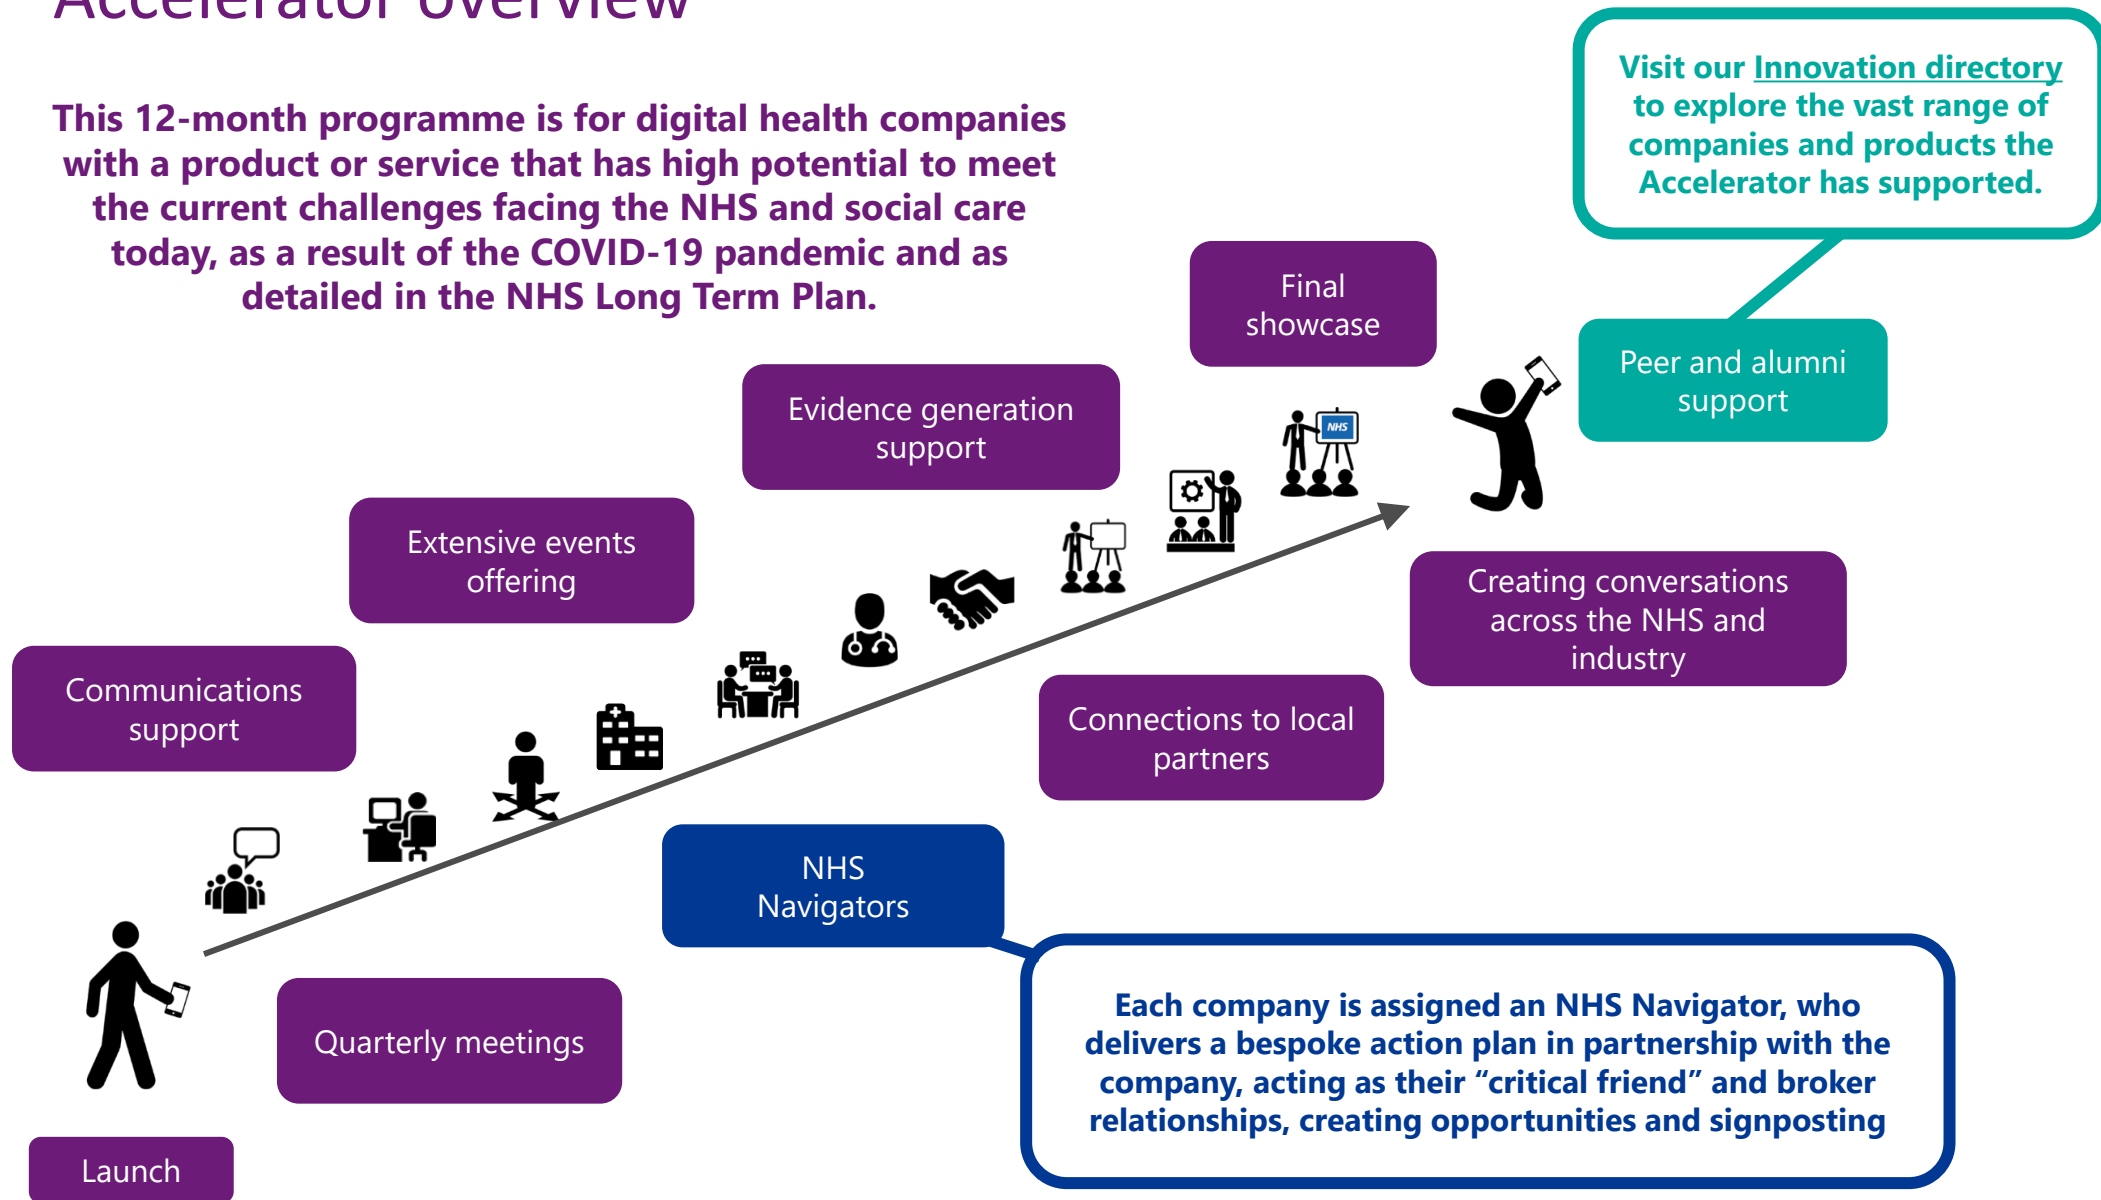 Accelerator overview
This 12-month programme is for digital health companies
with a product or service that has high potential to meet
the current challenges facing the NHS and social care
today, as a result of the COVID-19 pandemic and as
detailed in the NHS Long Term Plan.
Visit our Innovation directory
to explore the vast range of
companies and products the
Accelerator has supported.
Final
showcase
Peer and alumni
support
Evidence generation
support
NHS
Extensive events
offering
Creating conversations
across the NHS and
industry
Communications
support
Connections to local
partners
NHS
Navigators
Quarterly meetings
Each company is assigned an NHS Navigator, who
delivers a bespoke action plan in partnership with the
company, acting as their “critical friend” and broker
relationships, creating opportunities and signposting
Launch